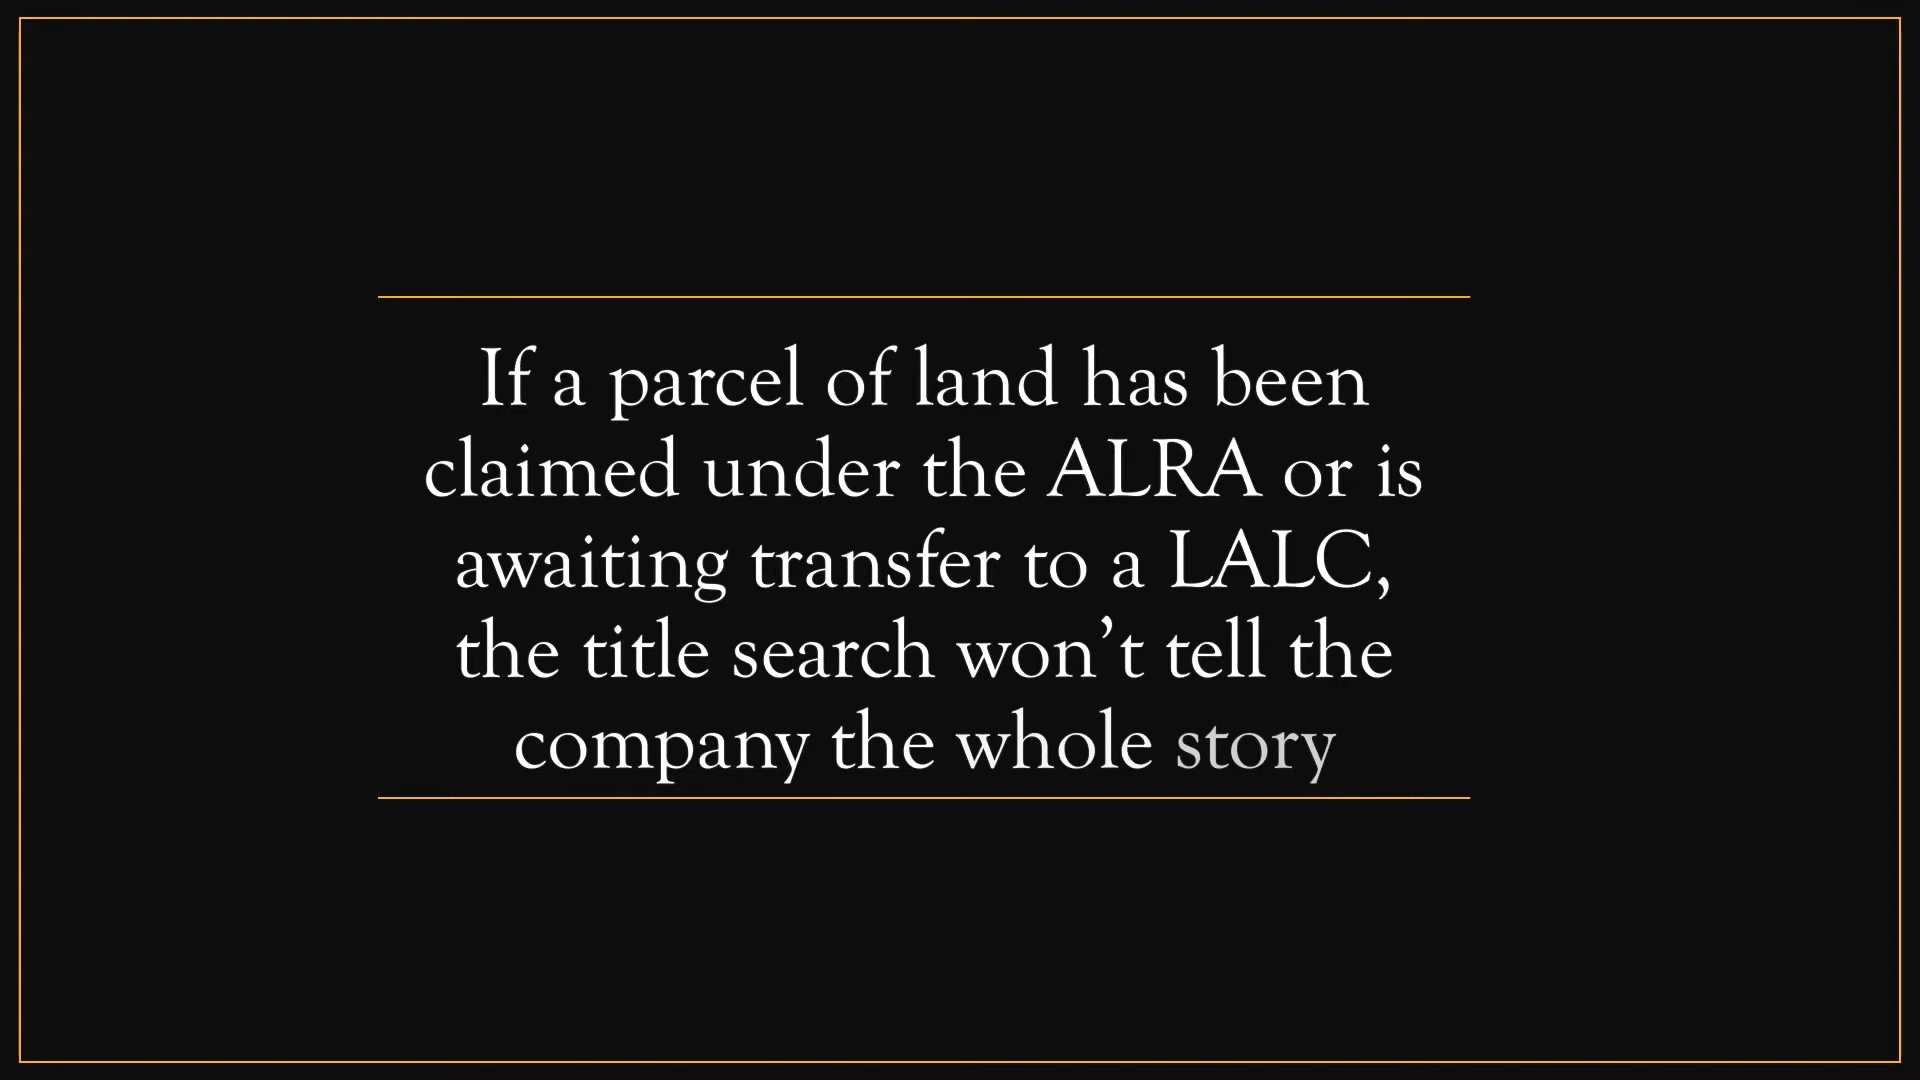 If a parcel of land has been
claimed under the ALRA or is
awaiting transfer to a LALC,
the title search won’t tell the
company the whole story